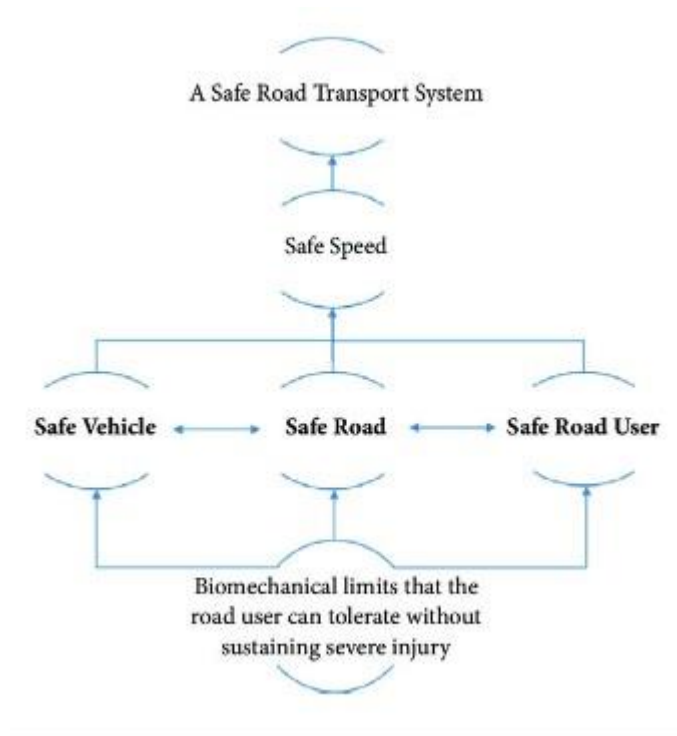 A Safe Road Transport System
Safe Speed
Safe Vehicle
Safe Road
Safe Road User
Biomechanical limits that the
road user can tolerate without
sustaining severe injury